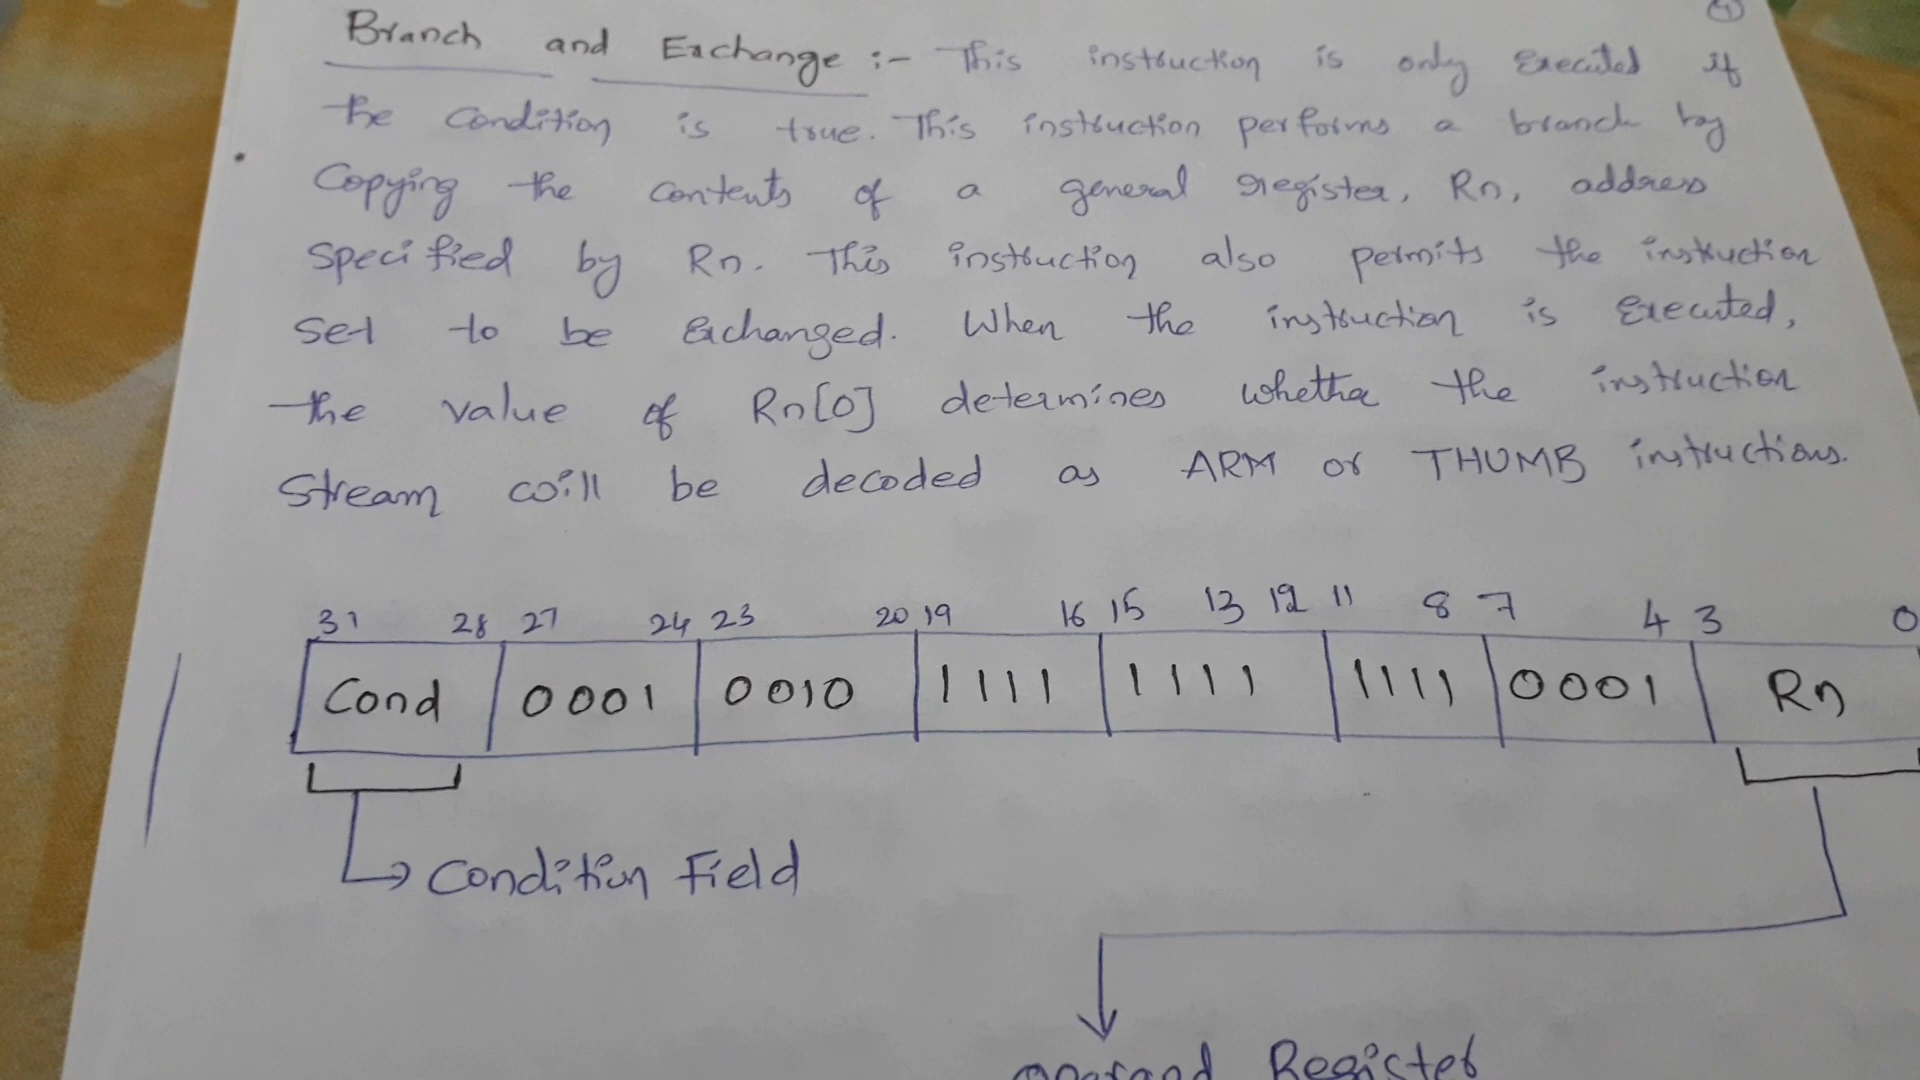 Branch and Exchange :- This instruction is only Executed if
the condition is true. This instruction performs a branch by
Copying the contents of a general register, Rn, address
Specified by Rn. This instruction also permits the instruction
Set to be Exchanged. When the instruction is Executed,
the value of Rn[0] determines whether the instruction
Stream will be decoded as ARM or THUMB instructions.
31 28 27 24 23 20 19 16 15 13 12 11 8 7 4 3 0
Cond 0001 0010 1111 1111 1111 0001 Rn
Condition Field
operand Register